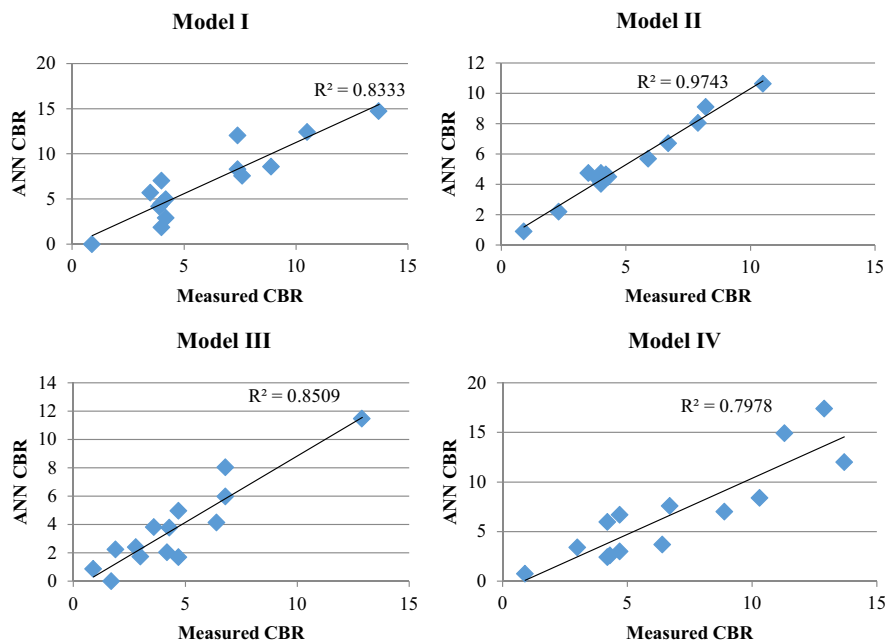 Model I
20
15
10
5
0
ANN CBR
R² = 0.8333
0 5 10 15
Measured CBR
Model II
12
10
8
6
4
2
0
ANN CBR
R² = 0.9743
0 5 10 15
Measured CBR
Model III
14
12
10
8
6
4
2
0
ANN CBR
R² = 0.8509
0 5 10 15
Measured CBR
Model IV
20
15
10
5
0
ANN CBR
R² = 0.7978
0 5 10 15
Measured CBR